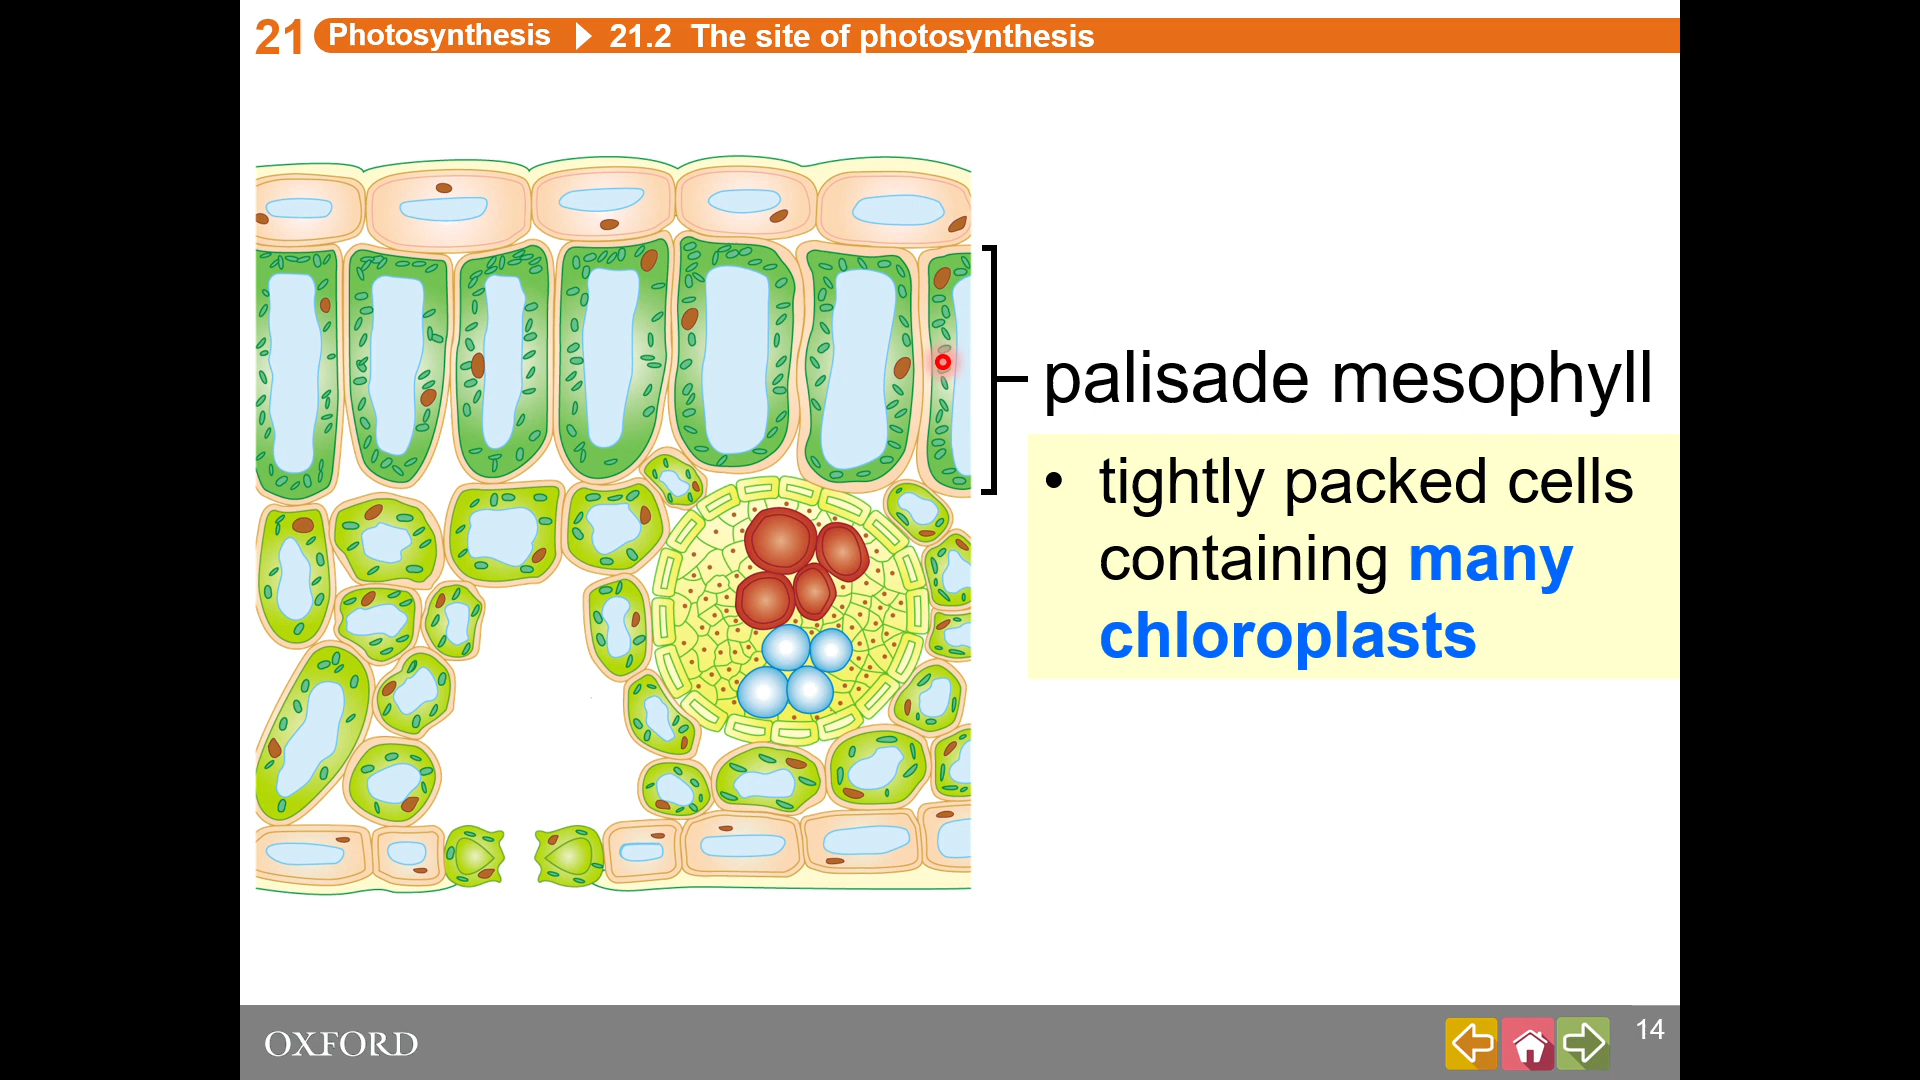 21 Photosynthesis 21.2 The site of photosynthesis
palisade mesophyll
• tightly packed cells
containing many
chloroplasts
OXFORD
14